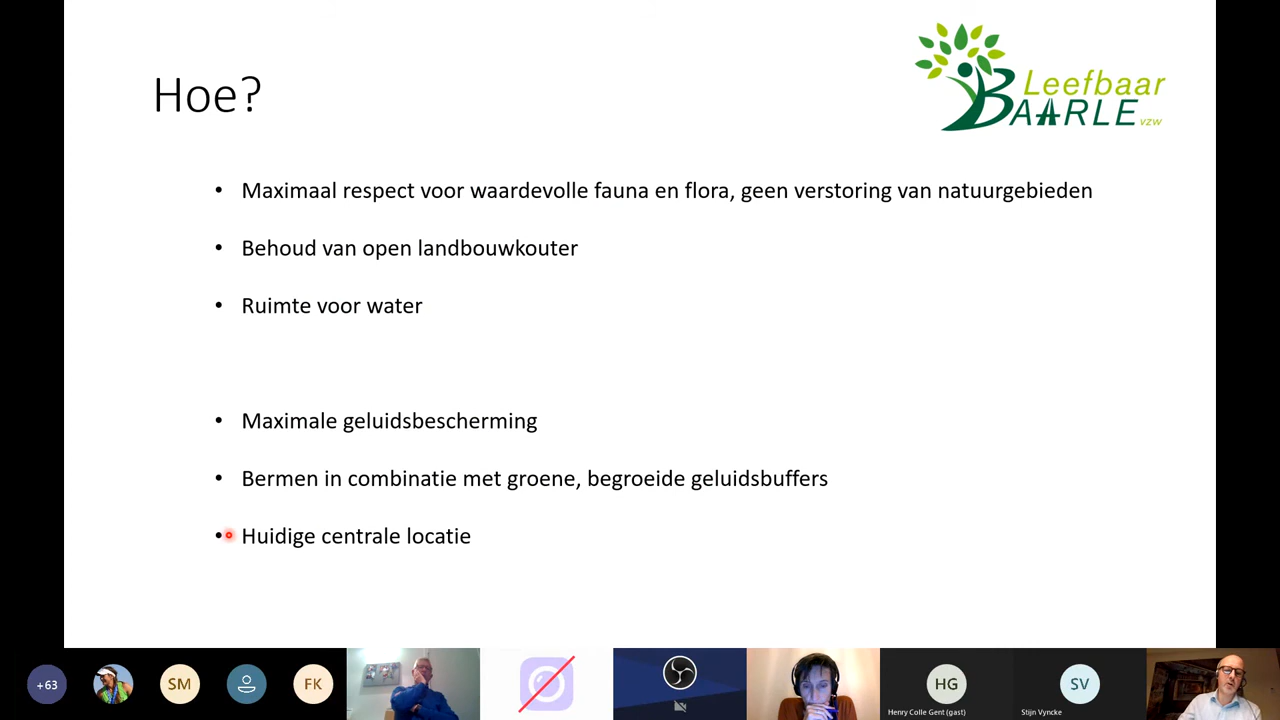 Hoe?
Leefbaar
BAARLE
vzw
• Maximaal respect voor waardevolle fauna en flora, geen verstoring van natuurgebieden
• Behoud van open landbouwkouter
• Ruimte voor water
• Maximale geluidsbescherming
• Bermen in combinatie met groene, begroeide geluidsbuffers
• Huidige centrale locatie
+63
SM
FK
HG
SV
Henry Colle Gent (gast)
Stijn Vyncke